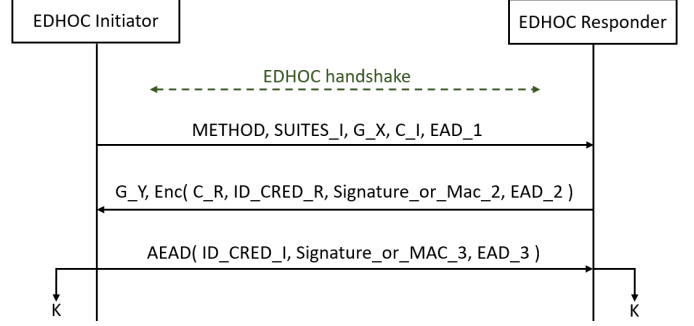 EDHOC Initiator
EDHOC Responder
EDHOC handshake
METHOD, SUITES_I, G_X, C_I, EAD_1
G_Y, Enc( C_R, ID_CRED_R, Signature_or_Mac_2, EAD_2 )
AEAD( ID_CRED_I, Signature_or_MAC_3, EAD_3 )
K
K